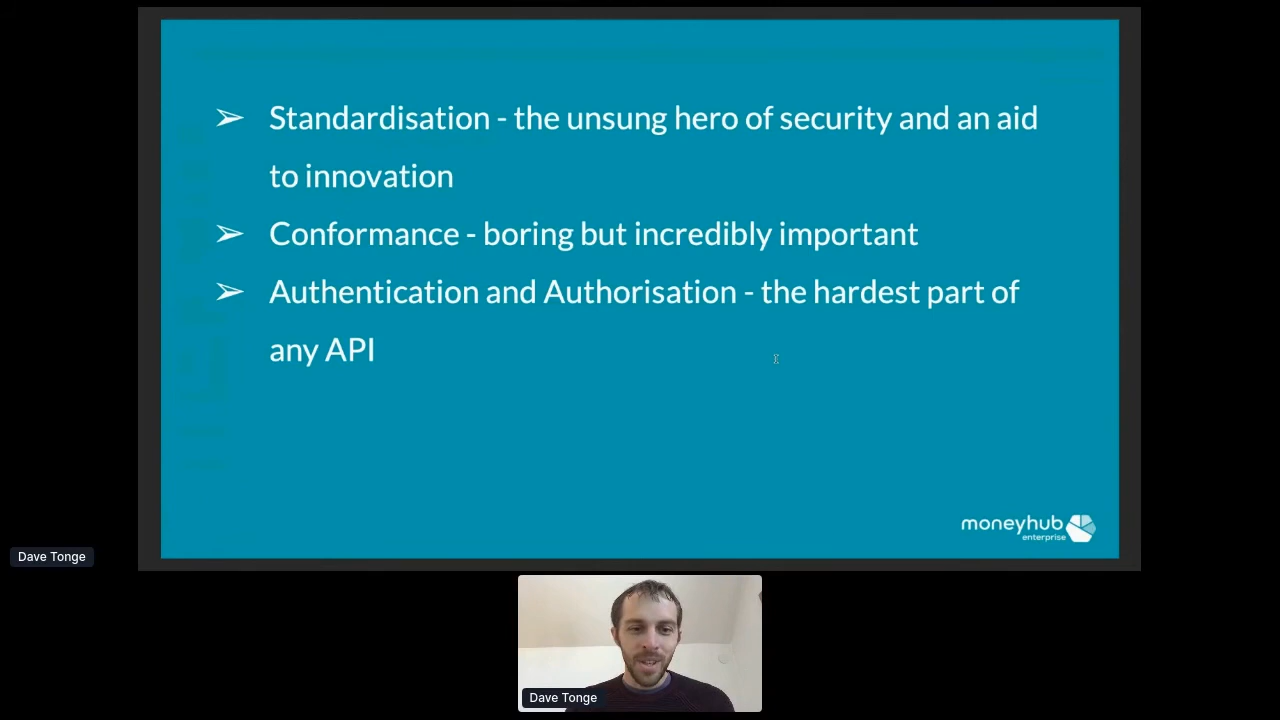 ➢ Standardisation - the unsung hero of security and an aid
to innovation
➢ Conformance - boring but incredibly important
➢ Authentication and Authorisation - the hardest part of
any API
moneyhub
enterprise
Dave Tonge
Dave Tonge